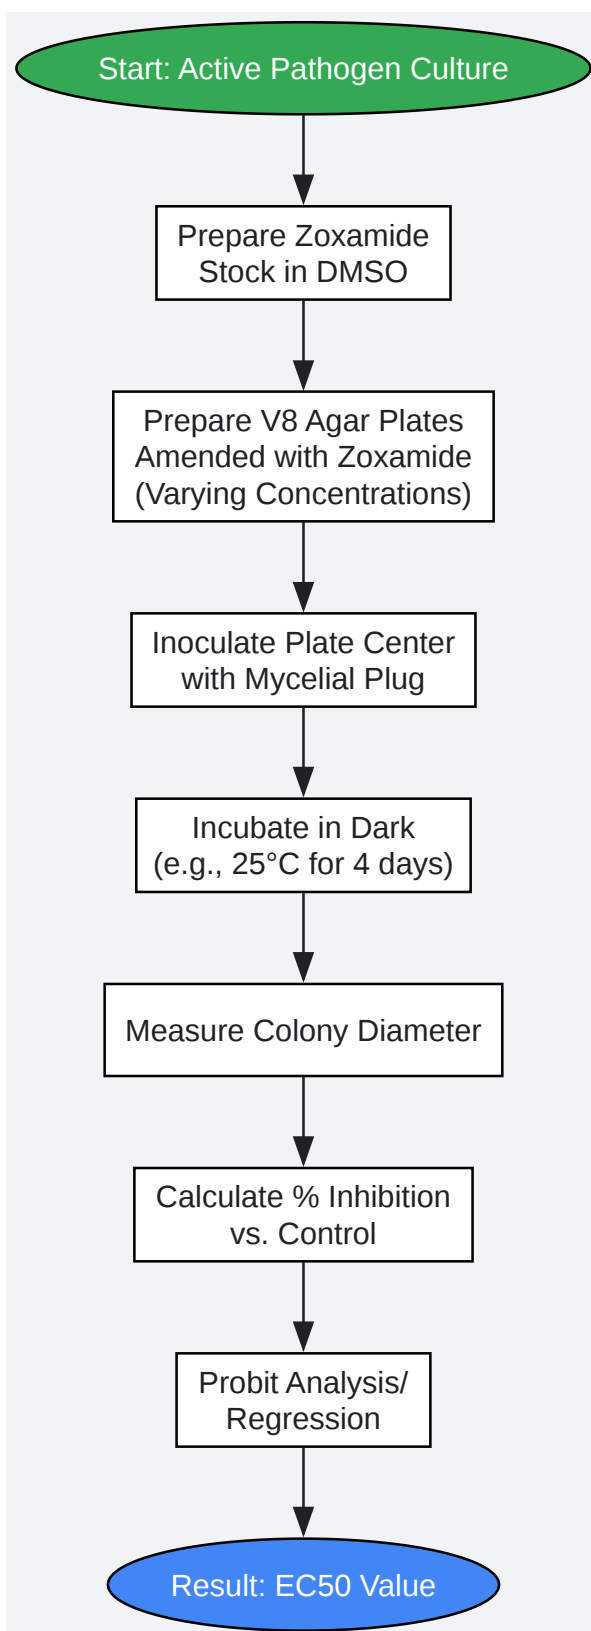 Start: Active Pathogen Culture
Prepare Zoxamide
Stock in DMSO
Prepare V8 Agar Plates
Amended with Zoxamide
(Varying Concentrations)
Inoculate Plate Center
with Mycelial Plug
Incubate in Dark
(e.g., 25°C for 4 days)
Measure Colony Diameter
Calculate % Inhibition
vs. Control
Probit Analysis/
Regression
Result: EC50 Value